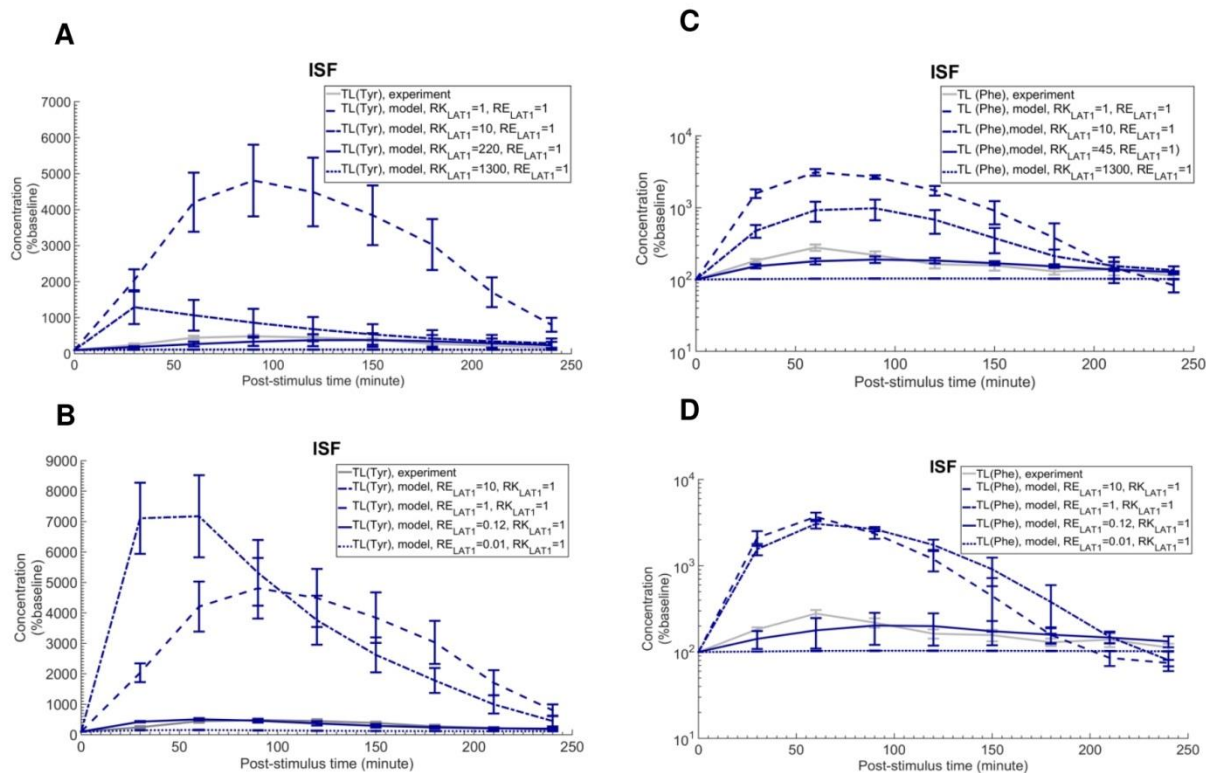 A
ISF
TL(Tyr), experiment
TL(Tyr), model, RK_LAT1=1, RE_LAT1=1
TL(Tyr), model, RK_LAT1=10, RE_LAT1=1
TL(Tyr), model, RK_LAT1=220, RE_LAT1=1
TL(Tyr), model, RK_LAT1=1300, RE_LAT1=1
7000
6000
5000
4000
3000
2000
1000
0
Concentration
(%baseline)
0 50 100 150 200 250
Post-stimulus time (minute)
B
ISF
TL(Tyr), experiment
TL(Tyr), model, RE_LAT1=10, RK_LAT1=1
TL(Tyr), model, RE_LAT1=1, RK_LAT1=1
TL(Tyr), model, RE_LAT1=0.12, RK_LAT1=1
TL(Tyr), model, RE_LAT1=0.01, RK_LAT1=1
9000
8000
7000
6000
5000
4000
3000
2000
1000
0
Concentration
(%baseline)
0 50 100 150 200 250
Post-stimulus time (minute)
C
ISF
TL (Phe), experiment
TL (Phe), model, RK_LAT1=1, RE_LAT1=1
TL (Phe),model, RK_LAT1=10, RE_LAT1=1
TL (Phe),model, RK_LAT1=45, RE_LAT1=1)
TL (Phe), model, RK_LAT1=1300, RE_LAT1=1
10^4
10^3
10^2
10^1
Concentration
(%baseline)
0 50 100 150 200 250
Post-stimulus time (minute)
D
ISF
TL(Phe), experiment
TL(Phe), model, RE_LAT1=10, RK_LAT1=1
TL(Phe), model, RE_LAT1=1, RK_LAT1=1
TL(Phe), model, RE_LAT1=0.12, RK_LAT1=1
TL(Phe), model, RE_LAT1=0.01, RK_LAT1=1
10^4
10^3
10^2
10^1
Concentration
(%baseline)
0 50 100 150 200 250
Post-stimulus time (minute)